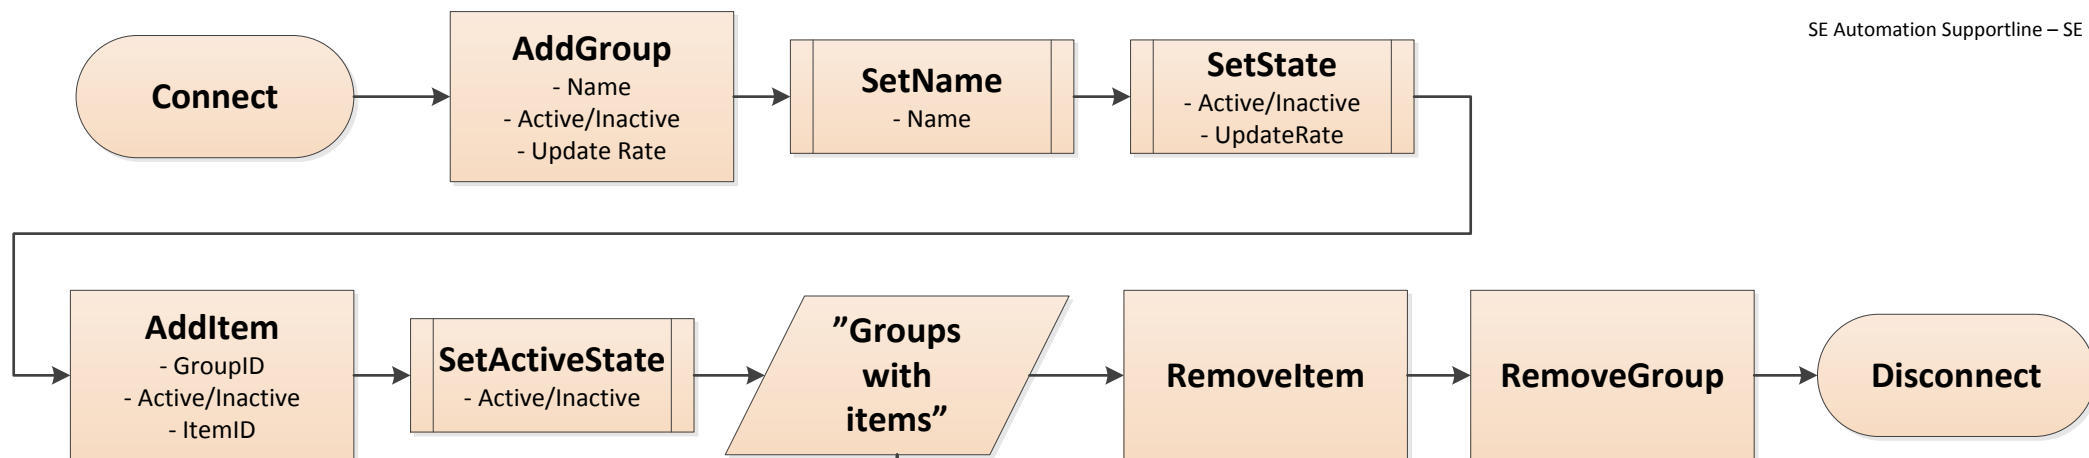 SE Automation Supportline – SE
Connect
AddGroup
- Name
- Active/Inactive
- Update Rate
SetName
- Name
SetState
- Active/Inactive
- UpdateRate
AddItem
- GroupID
- Active/Inactive
- ItemID
SetActiveState
- Active/Inactive
”Groups
with
items”
RemoveItem
RemoveGroup
Disconnect